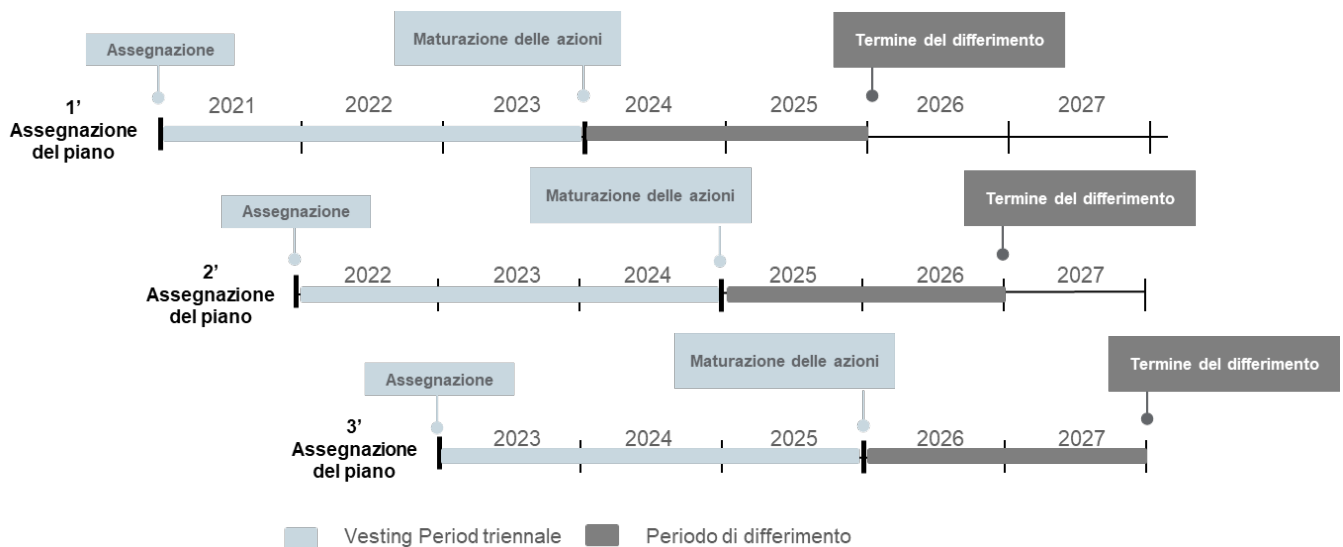 Assegnazione
Maturazione delle azioni
Termine del differimento
1’
Assegnazione
del piano
2021 2022 2023 2024 2025 2026 2027
Assegnazione
Maturazione delle azioni
Termine del differimento
2’
Assegnazione
del piano
2022 2023 2024 2025 2026 2027
Assegnazione
Maturazione delle azioni
Termine del differimento
3’
Assegnazione
del piano
2023 2024 2025 2026 2027
Vesting Period triennale Periodo di differimento